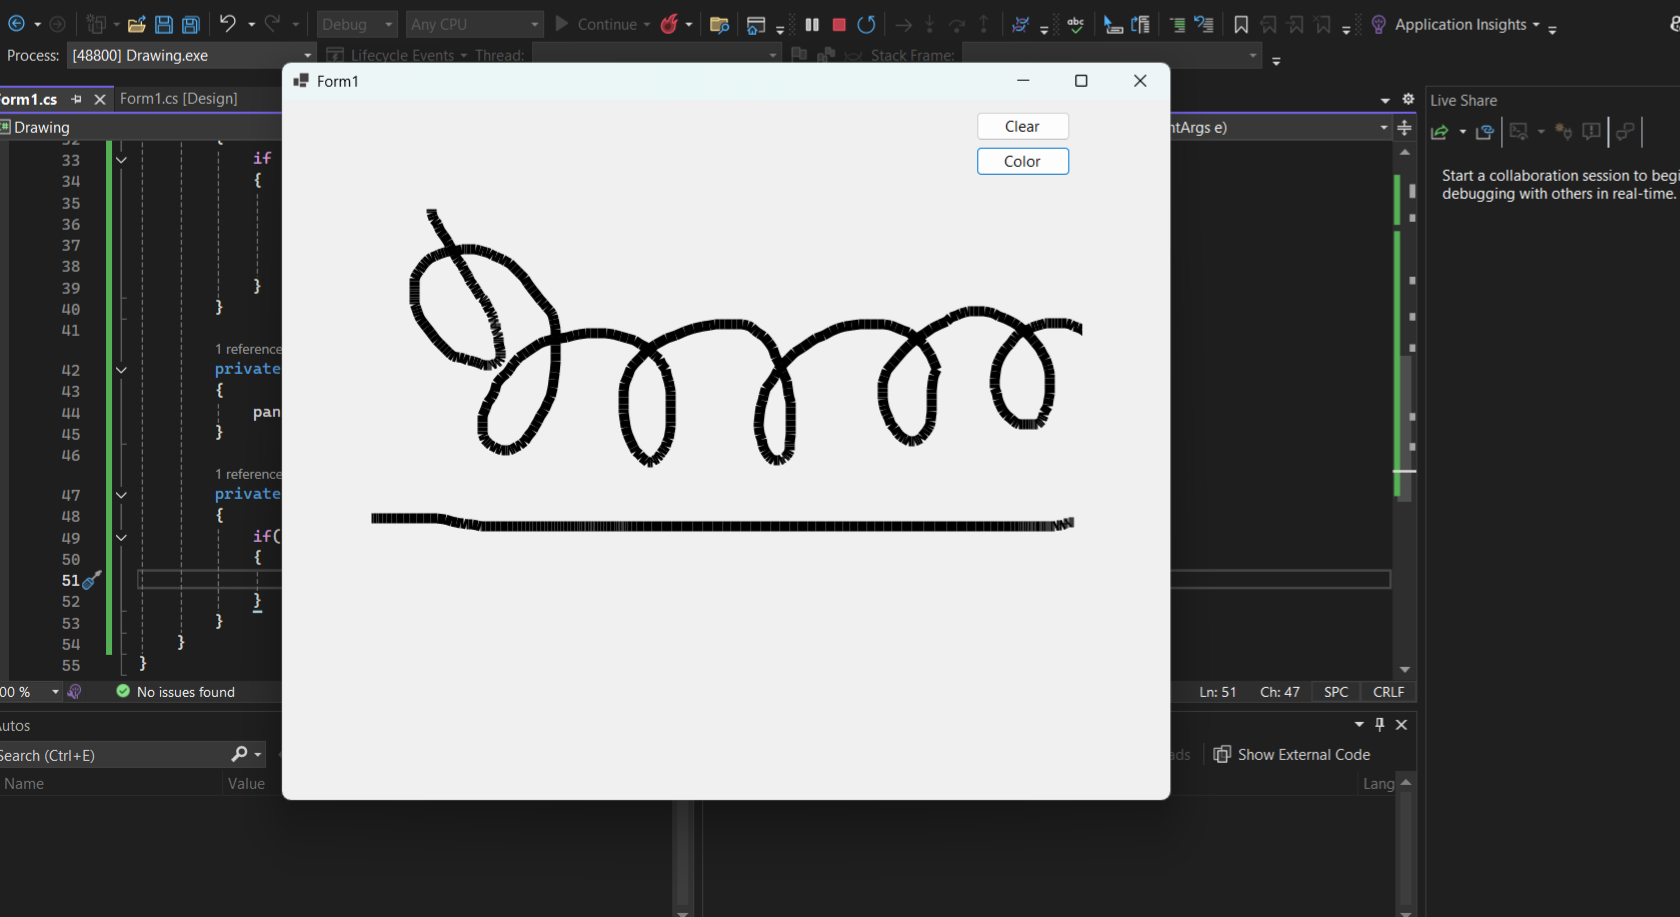 Debug
Any CPU
Continue
abc
Application Insights
Process: [48800] Drawing.exe
Lifecycle Events
Thread:
Stack Frame:
Form1
orm1.cs
Form1.cs [Design]
Live Share
Drawing
ntArgs e)
Clear
Color
Start a collaboration session to begi
debugging with others in real-time.
33 if
34 {
35
36
37
38
39 }
40 }
41
1 reference
42 private
43 {
44 pan
45 }
46
1 reference
47 private
48 {
49 if(
50 {
51
52 }
53 }
54 }
55 }
00 %
No issues found
Ln: 51 Ch: 47 SPC CRLF
utos
Search (Ctrl+E)
ads
Show External Code
Name Value
Lang